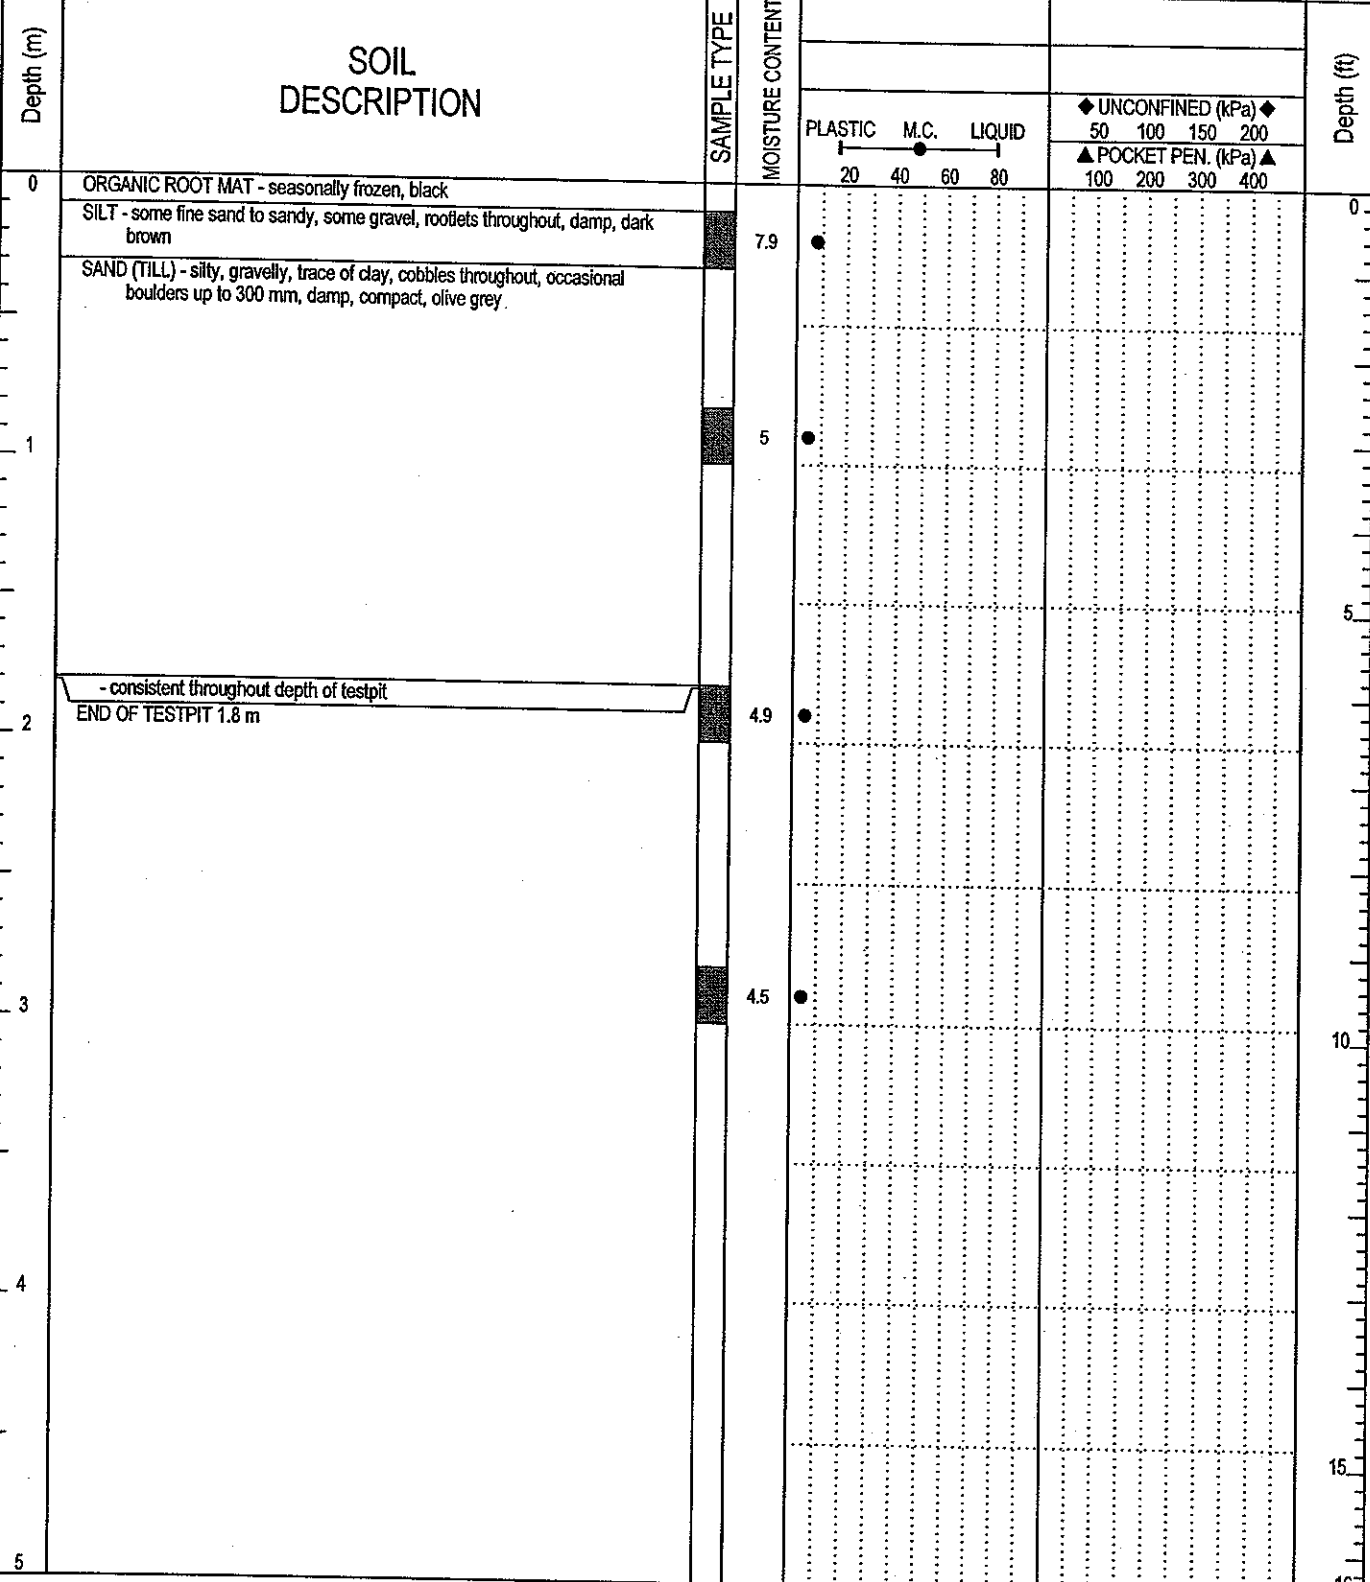 Depth (m)
SOIL
DESCRIPTION
SAMPLE TYPE
MOISTURE CONTENT
PLASTIC M.C. LIQUID
20 40 60 80
◆ UNCONFINED (kPa) ◆
50 100 150 200
▲ POCKET PEN. (kPa) ▲
100 200 300 400
Depth (ft)
0
ORGANIC ROOT MAT - seasonally frozen, black
0
SILT - some fine sand to sandy, some gravel, rootlets throughout, damp, dark
brown
7.9
SAND (TILL) - silty, gravelly, trace of clay, cobbles throughout, occasional
boulders up to 300 mm, damp, compact, olive grey
1
5
5
- consistent throughout depth of testpit
END OF TESTPIT 1.8 m
2
4.9
3
4.5
10
4
15
5